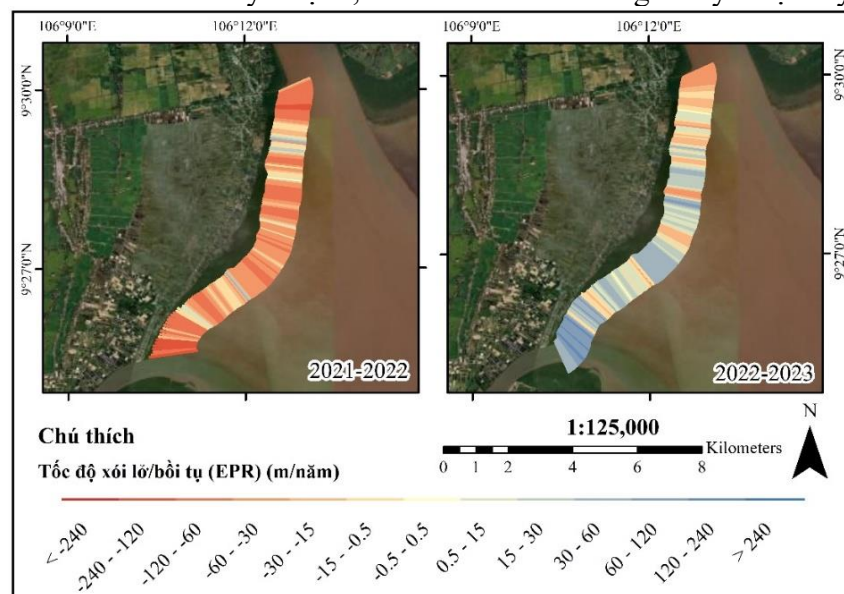 106°9'0"E 106°12'0"E 106°9'0"E 106°12'0"E
9°30'0"N 9°30'0"N
9°27'0"N 9°27'0"N
2021-2022 2022-2023
Chú thích
1:125,000
N
Kilometers
Tốc độ xói lở/bồi tụ (EPR) (m/năm)
0 1 2 4 6 8
< -240 -240 - -120 -120 - -60 -60 - -30 -30 - -15 -15 - -0.5 -0.5 - 0.5 0.5 - 15 15 - 30 30 - 60 60 - 120 120 - 240 > 240